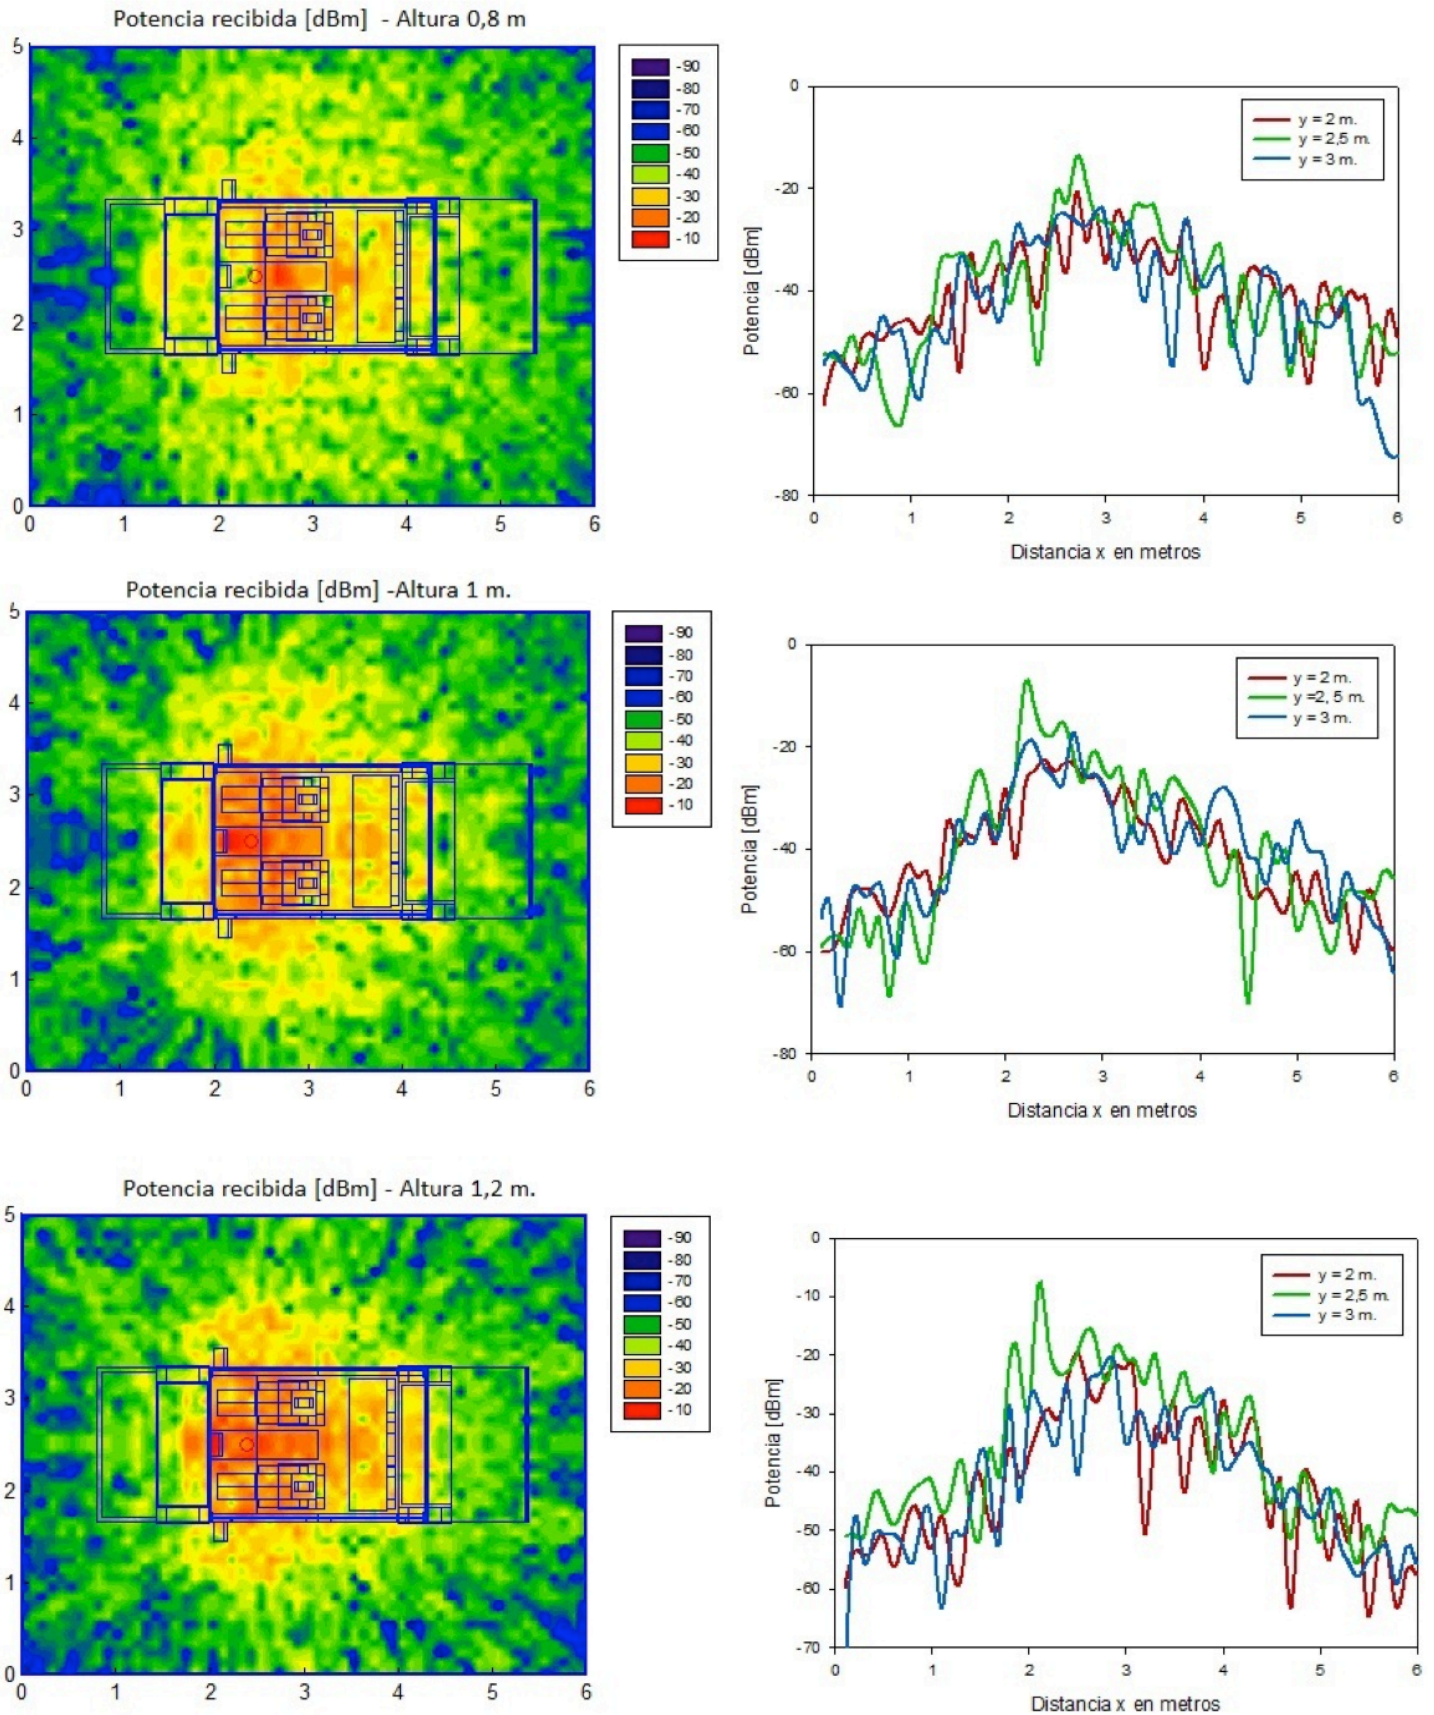 Potencia recibida [dBm] - Altura 0,8 m
5
4
3
2
1
0
0 1 2 3 4 5 6
-90
-80
-70
-60
-50
-40
-30
-20
-10
Potencia [dBm]
0
-20
-40
-60
-80
0 1 2 3 4 5 6
Distancia x en metros
y = 2 m.
y = 2,5 m.
y = 3 m.
Potencia recibida [dBm] -Altura 1 m.
5
4
3
2
1
0
0 1 2 3 4 5 6
-90
-80
-70
-60
-50
-40
-30
-20
-10
Potencia [dBm]
0
-20
-40
-60
-80
0 1 2 3 4 5 6
Distancia x en metros
y = 2 m.
y =2, 5 m.
y = 3 m.
Potencia recibida [dBm] - Altura 1,2 m.
5
4
3
2
1
0
0 1 2 3 4 5 6
-90
-80
-70
-60
-50
-40
-30
-20
-10
Potencia [dBm]
0
-10
-20
-30
-40
-50
-60
-70
0 1 2 3 4 5 6
Distancia x en metros
y = 2 m.
y = 2,5 m.
y = 3 m.